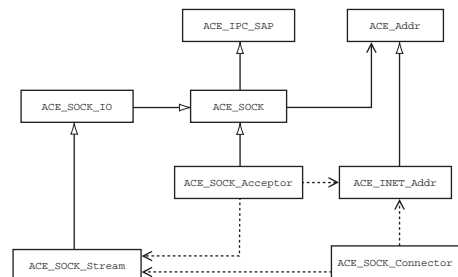 ACE_IPC_SAP
ACE_Addr
ACE_SOCK_IO
ACE_SOCK
ACE_SOCK_Acceptor
ACE_INET_Addr
ACE_SOCK_Stream
ACE_SOCK_Connector